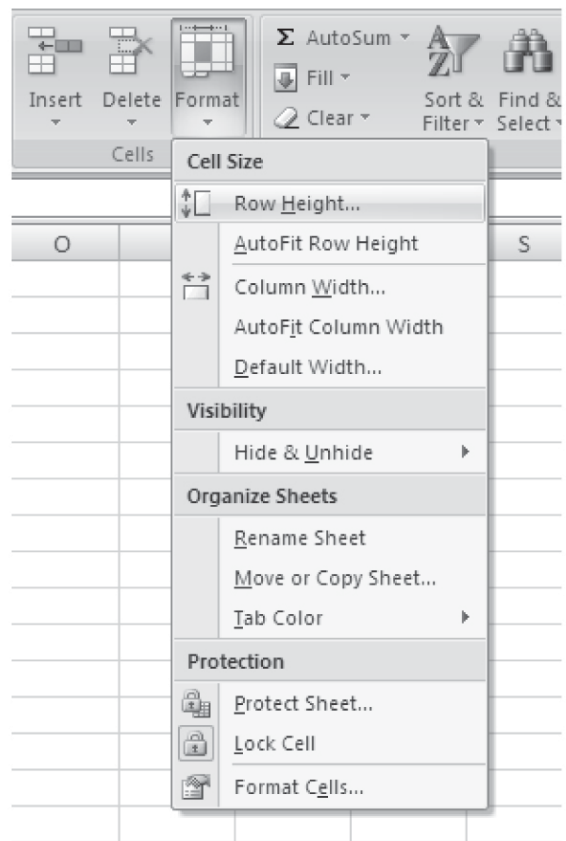 Σ AutoSum
Fill
Clear
Insert Delete Format
Sort & Filter
Find & Select
Cells
O
S
Cell Size
Row Height...
AutoFit Row Height
Column Width...
AutoFit Column Width
Default Width...
Visibility
Hide & Unhide
Organize Sheets
Rename Sheet
Move or Copy Sheet...
Tab Color
Protection
Protect Sheet...
Lock Cell
Format Cells...